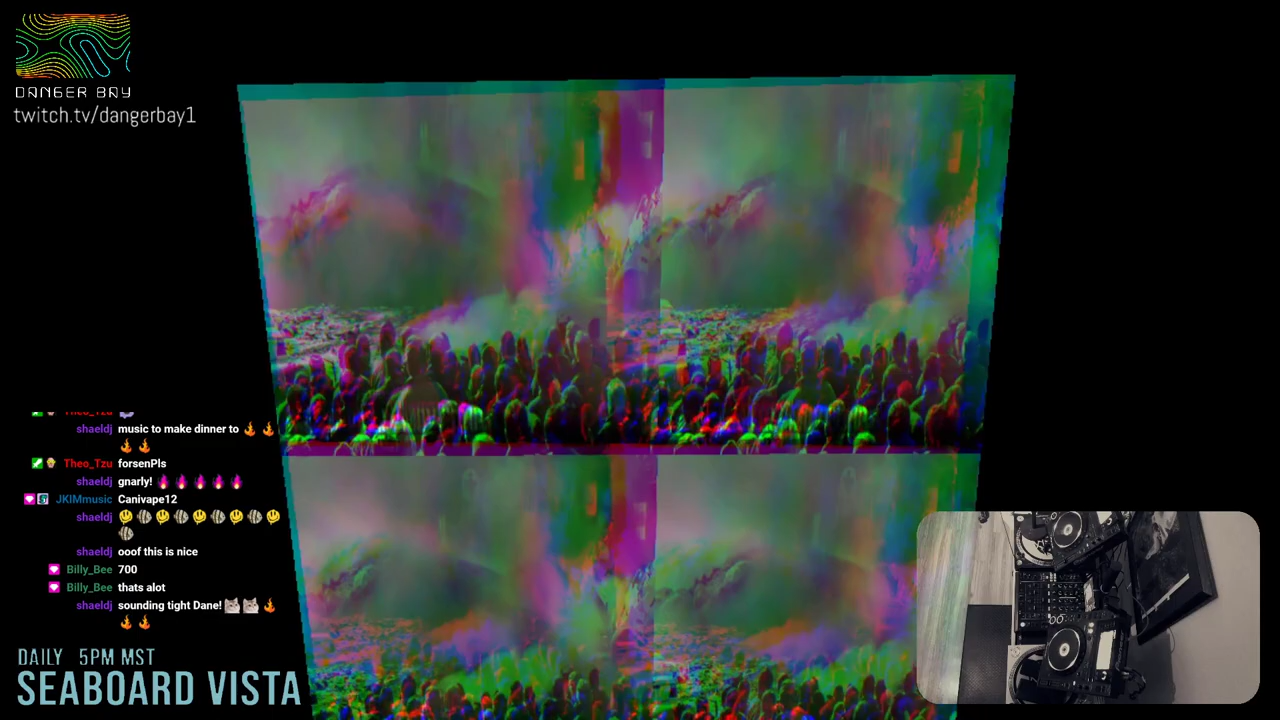 DANGER BAY
twitch.tv/dangerbay1
Theo_Tzu
shaeldj music to make dinner to
Theo_Tzu forsenPls
shaeldj gnarly!
JKIMmusic Canivape12
shaeldj
shaeldj ooof this is nice
Billy_Bee 700
Billy_Bee thats alot
shaeldj sounding tight Dane!
DAILY 5PM MST
SEABOARD VISTA